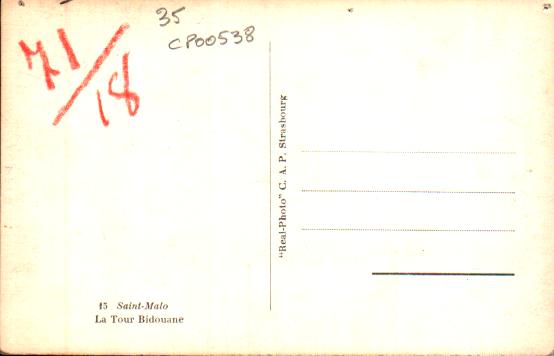 35
CP00538
71/18
"Real-Photo" C. A. P. Strasbourg
15 Saint-Malo
La Tour Bidouane